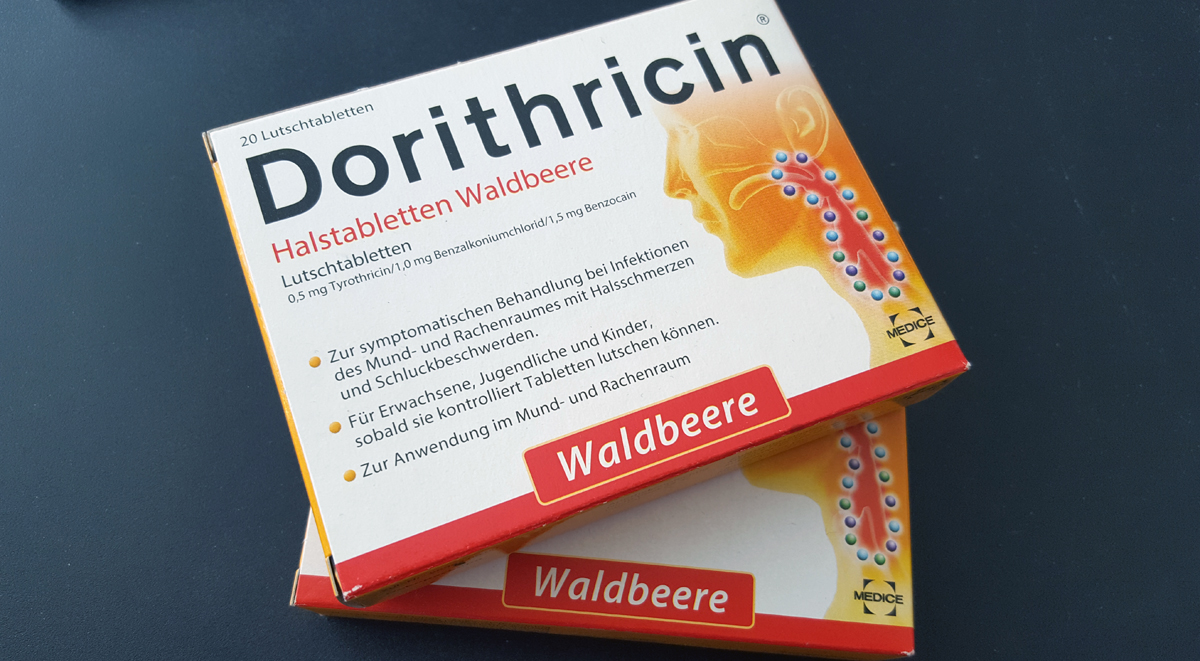 20 Lutschtabletten
Dorithricin®
Halstabletten Waldbeere
Lutschtabletten
0,5 mg Tyrothricin/1,0 mg Benzalkoniumchlorid/1,5 mg Benzocain
Zur symptomatischen Behandlung bei Infektionen
des Mund- und Rachenraumes mit Halsschmerzen
und Schluckbeschwerden.
Für Erwachsene, Jugendliche und Kinder,
sobald sie kontrolliert Tabletten lutschen können.
Zur Anwendung im Mund- und Rachenraum
MEDICE
Waldbeere
Waldbeere
MEDICE